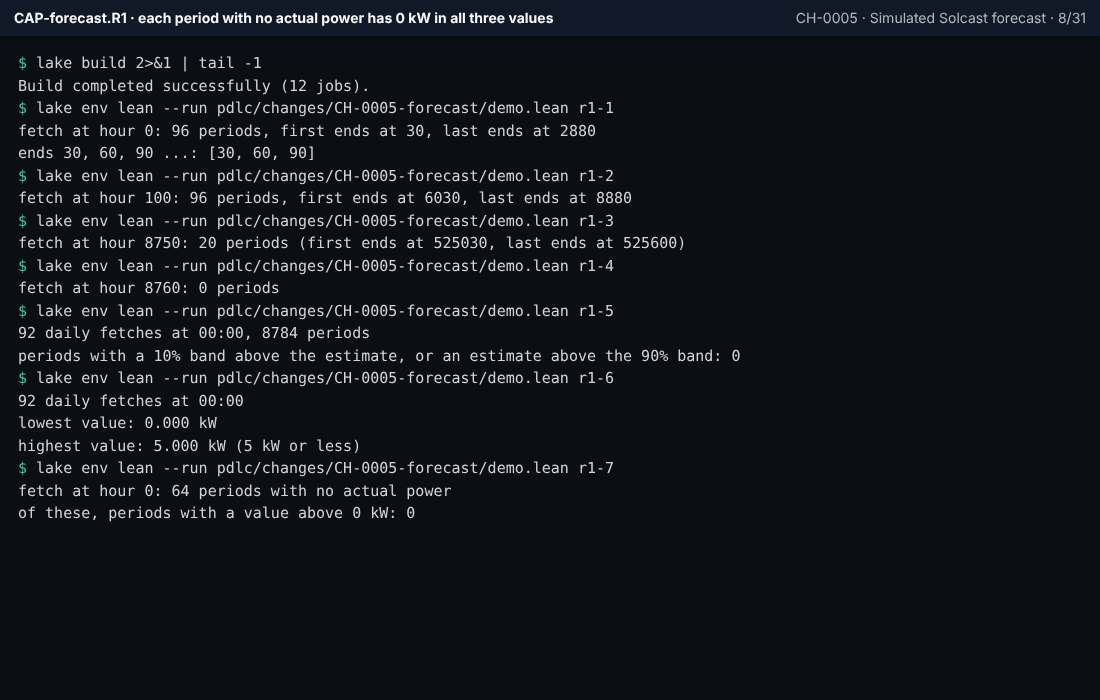 CAP-forecast.R1 · each period with no actual power has 0 kW in all three values
CH-0005 · Simulated Solcast forecast · 8/31
$ lake build 2>&1 | tail -1
Build completed successfully (12 jobs).
$ lake env lean --run pdlc/changes/CH-0005-forecast/demo.lean r1-1
fetch at hour 0: 96 periods, first ends at 30, last ends at 2880
ends 30, 60, 90 ...: [30, 60, 90]
$ lake env lean --run pdlc/changes/CH-0005-forecast/demo.lean r1-2
fetch at hour 100: 96 periods, first ends at 6030, last ends at 8880
$ lake env lean --run pdlc/changes/CH-0005-forecast/demo.lean r1-3
fetch at hour 8750: 20 periods (first ends at 525030, last ends at 525600)
$ lake env lean --run pdlc/changes/CH-0005-forecast/demo.lean r1-4
fetch at hour 8760: 0 periods
$ lake env lean --run pdlc/changes/CH-0005-forecast/demo.lean r1-5
92 daily fetches at 00:00, 8784 periods
periods with a 10% band above the estimate, or an estimate above the 90% band: 0
$ lake env lean --run pdlc/changes/CH-0005-forecast/demo.lean r1-6
92 daily fetches at 00:00
lowest value: 0.000 kW
highest value: 5.000 kW (5 kW or less)
$ lake env lean --run pdlc/changes/CH-0005-forecast/demo.lean r1-7
fetch at hour 0: 64 periods with no actual power
of these, periods with a value above 0 kW: 0